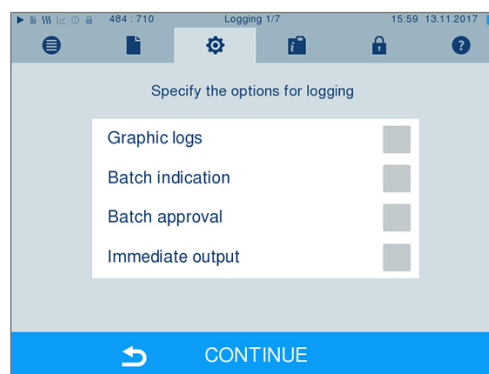 484 : 710 Logging 1/7 15:59 13.11.2017
Specify the options for logging
Graphic logs
Batch indication
Batch approval
Immediate output
CONTINUE